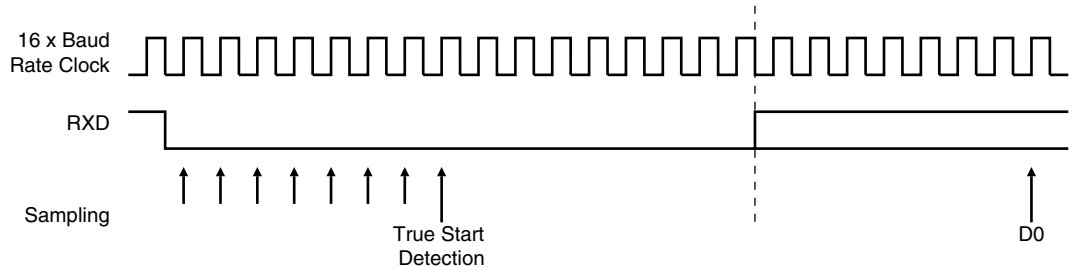 16 x Baud
Rate Clock
RXD
Sampling
True Start
Detection
D0